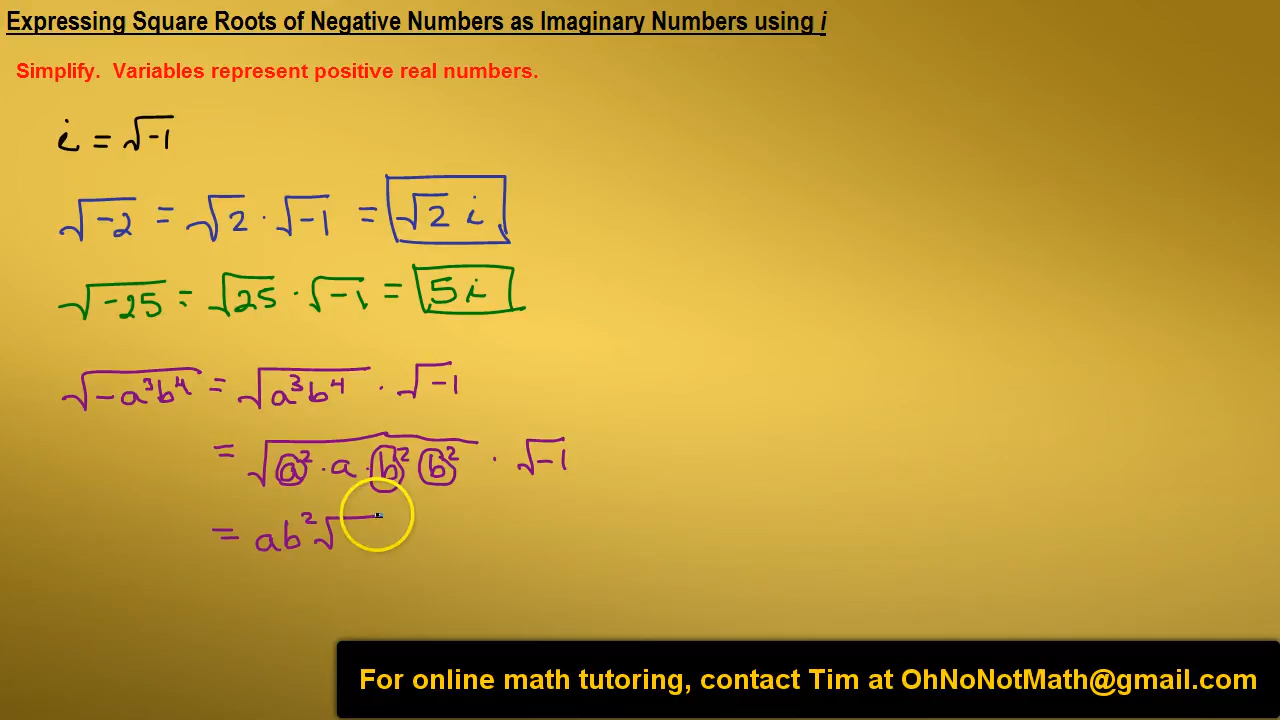 Expressing Square Roots of Negative Numbers as Imaginary Numbers using i
Simplify. Variables represent positive real numbers.
i = √-1
√-2 = √2 · √-1 = √2 i
√-25 = √25 · √-1 = 5i
√-a³b⁴ = √a³b⁴ · √-1
= √a² · a · b² b² · √-1
= ab² √
For online math tutoring, contact Tim at OhNoNotMath@gmail.com